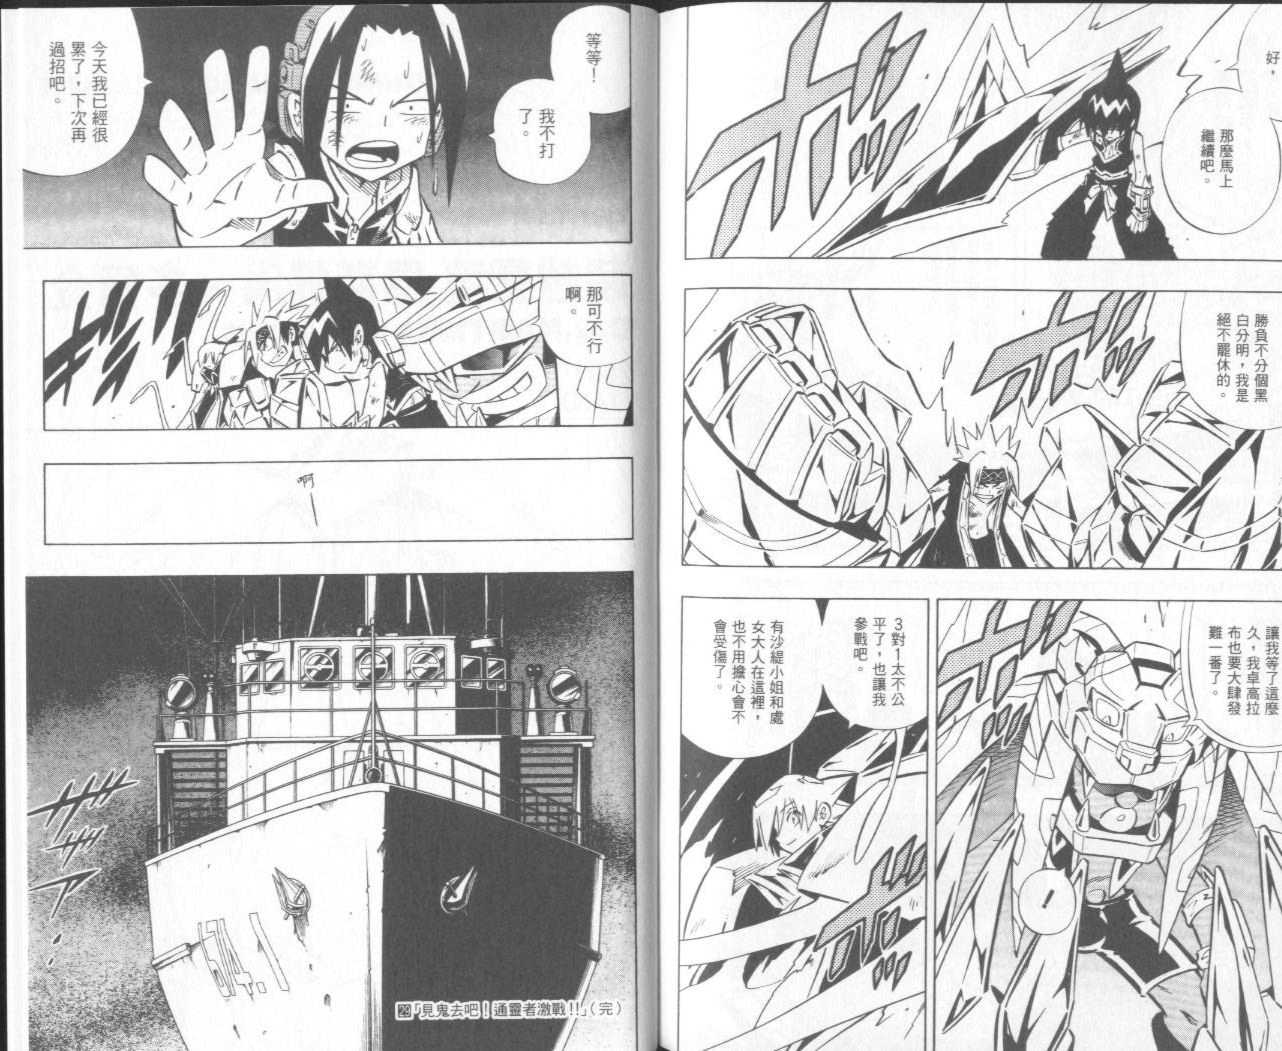 好，
那麼馬上
繼續吧。
勝負不分個黑
白分明，我是
絕不罷休的。
讓我等了這麼
久，我卓高拉
布也要大肆發
難一番了。
！
3對1太不公
平了，也讓我
參戰吧。
有沙緹小姐和處
女大人在這裡，
也不用擔心會不
會受傷了。
等等！
我不打
了。
今天我已經很
累了，下次再
過招吧。
那可不行
啊。
啊
「見鬼去吧！通靈者激戰!!」（完）